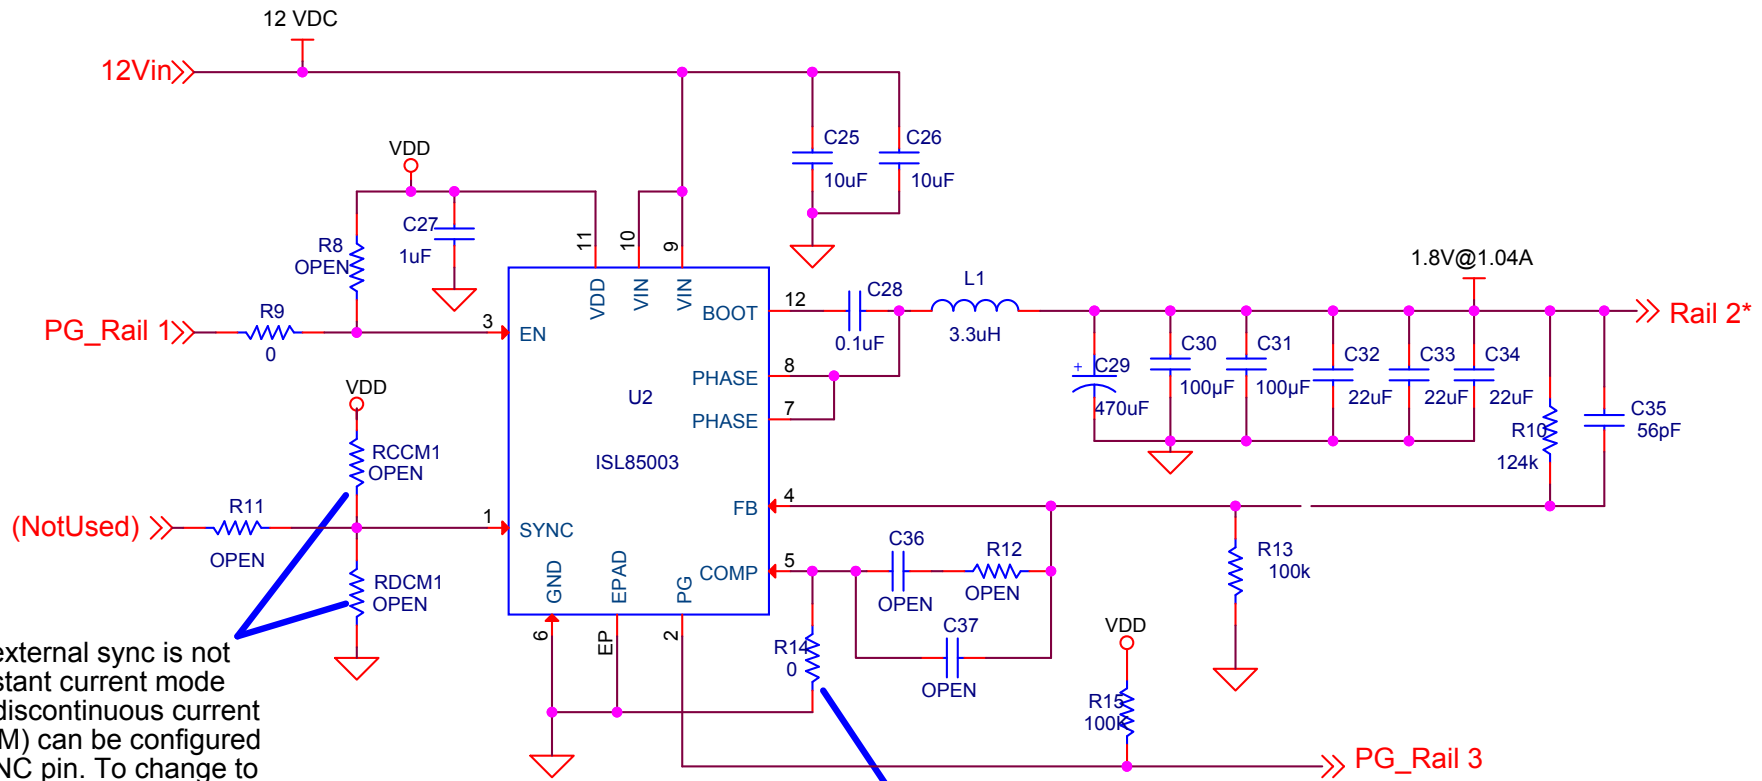 12 VDC
12Vin
VDD
C25
10uF
C26
10uF
C27
1uF
R8
OPEN
11
10
9
R9
0
PG_Rail 1
3
EN
VDD
VIN
VIN
BOOT
12
C28
0.1uF
L1
3.3uH
1.8V@1.04A
Rail 2*
PHASE
8
PHASE
7
U2
ISL85003
+
C29
470uF
C30
100µF
C31
100µF
C32
22uF
C33
22uF
C34
22uF
R10
124k
C35
56pF
VDD
RCCM1
OPEN
(NotUsed)
R11
OPEN
1
SYNC
RDCM1
OPEN
FB
4
COMP
5
GND
EPAD
PG
6
EP
2
C36
OPEN
R12
OPEN
C37
OPEN
R14
0
R13
100k
VDD
R15
100K
PG_Rail 3
external sync is not
stant current mode
discontinuous current
M) can be configured
NC pin. To change to